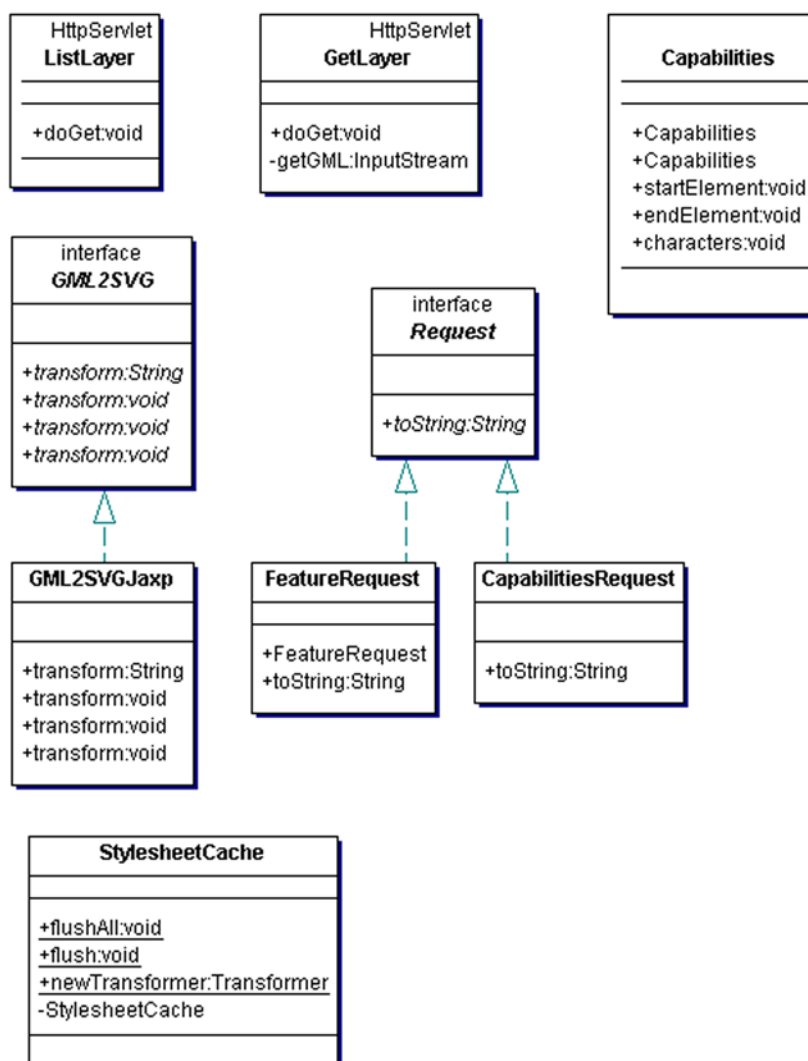 HttpServlet
ListLayer
+doGet:void
HttpServlet
GetLayer
+doGet:void
-getGML:InputStream
Capabilities
+Capabilities
+Capabilities
+startElement:void
+endElement:void
+characters:void
interface
GML2SVG
+transform:String
+transform:void
+transform:void
+transform:void
interface
Request
+toString:String
GML2SVGJaxp
+transform:String
+transform:void
+transform:void
+transform:void
FeatureRequest
+FeatureRequest
+toString:String
CapabilitiesRequest
+toString:String
StylesheetCache
+flushAll:void
+flush:void
+newTransformer:Transformer
-StylesheetCache